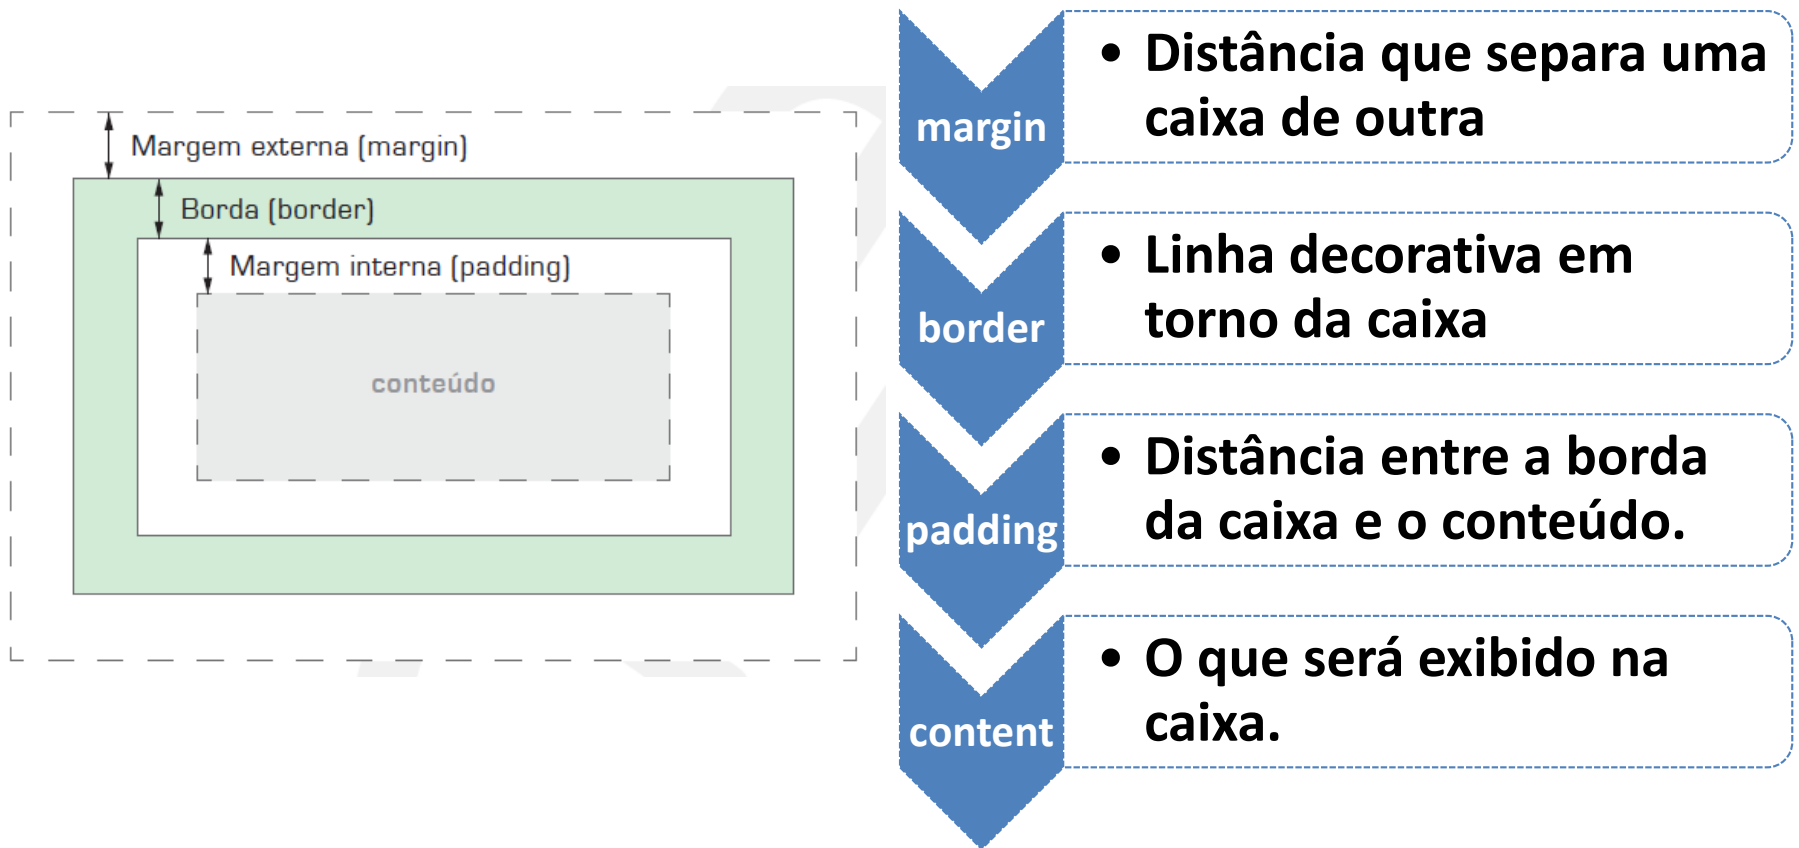 Margem externa (margin)
Borda (border)
Margem interna (padding)
conteúdo
margin
• Distância que separa uma
caixa de outra
border
• Linha decorativa em
torno da caixa
padding
• Distância entre a borda
da caixa e o conteúdo.
content
• O que será exibido na
caixa.